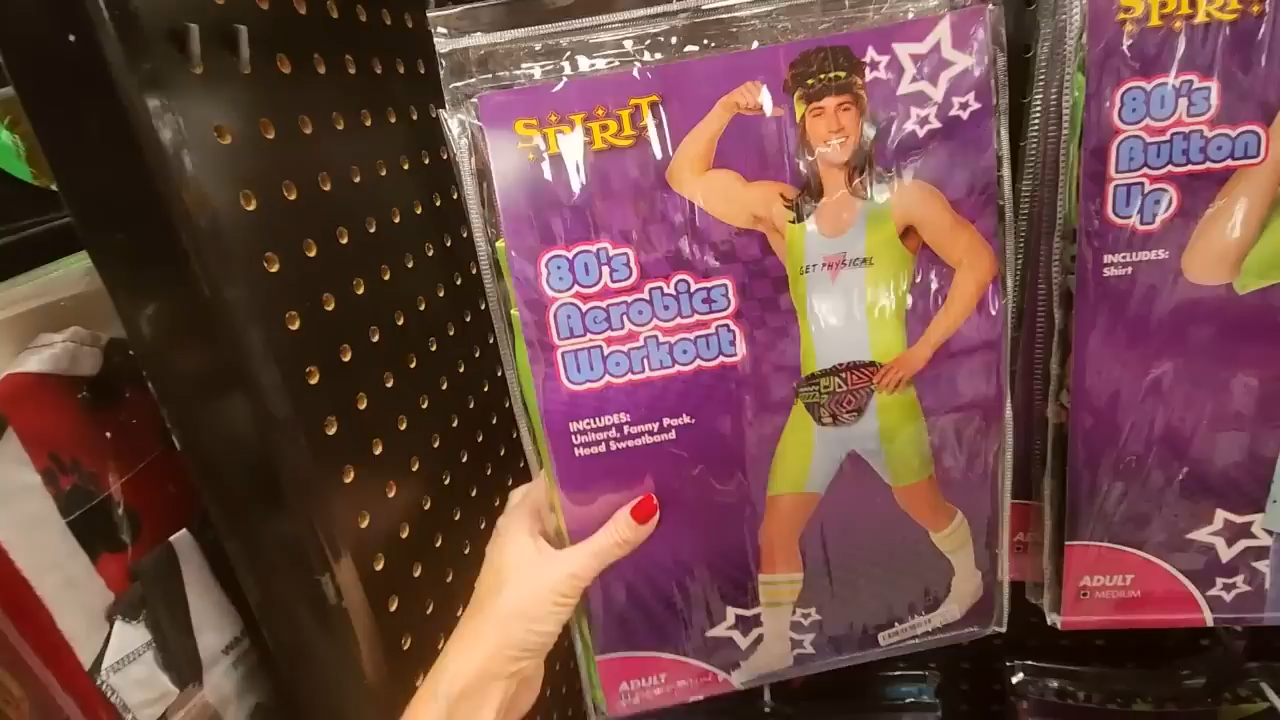 SPIRIT
80's
Aerobics
Workout
INCLUDES:
Unitard, Fanny Pack,
Head Sweatband
GET PHYSICAL
ADULT
SPIRIT
80's
Button
Up
INCLUDES:
Shirt
ADULT
MEDIUM